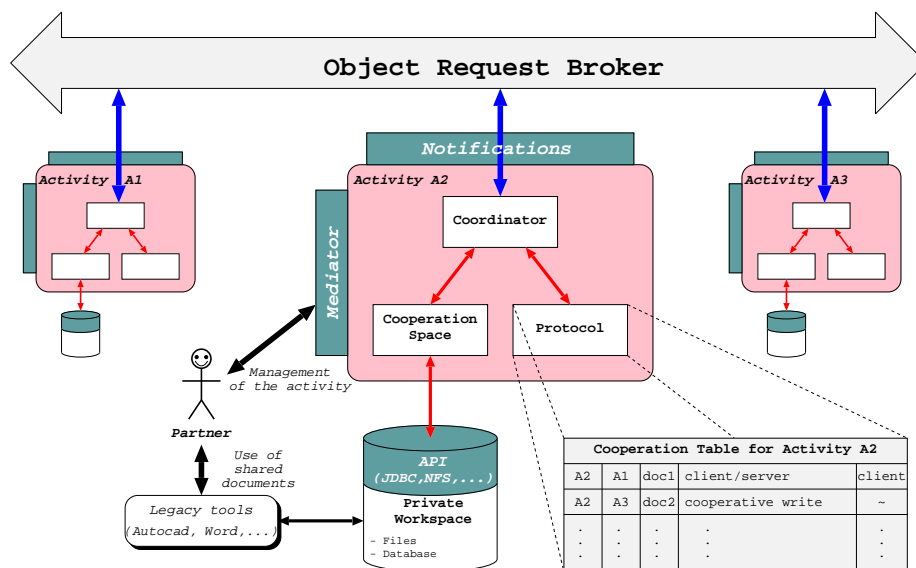 Object Request Broker
Notifications
Activity A1
Activity A2
Activity A3
Coordinator
Mediator
Cooperation
Space
Protocol
Management
of the activity
Partner
Use of
shared
documents
API
(JDBC,NFS,...)
Private
Workspace
- Files
- Database
Legacy tools
(Autocad, Word,...)
Cooperation Table for Activity A2
A2 A1 doc1 client/server client
A2 A3 doc2 cooperative write ~
. . . . .
. . . . .
. . . . .